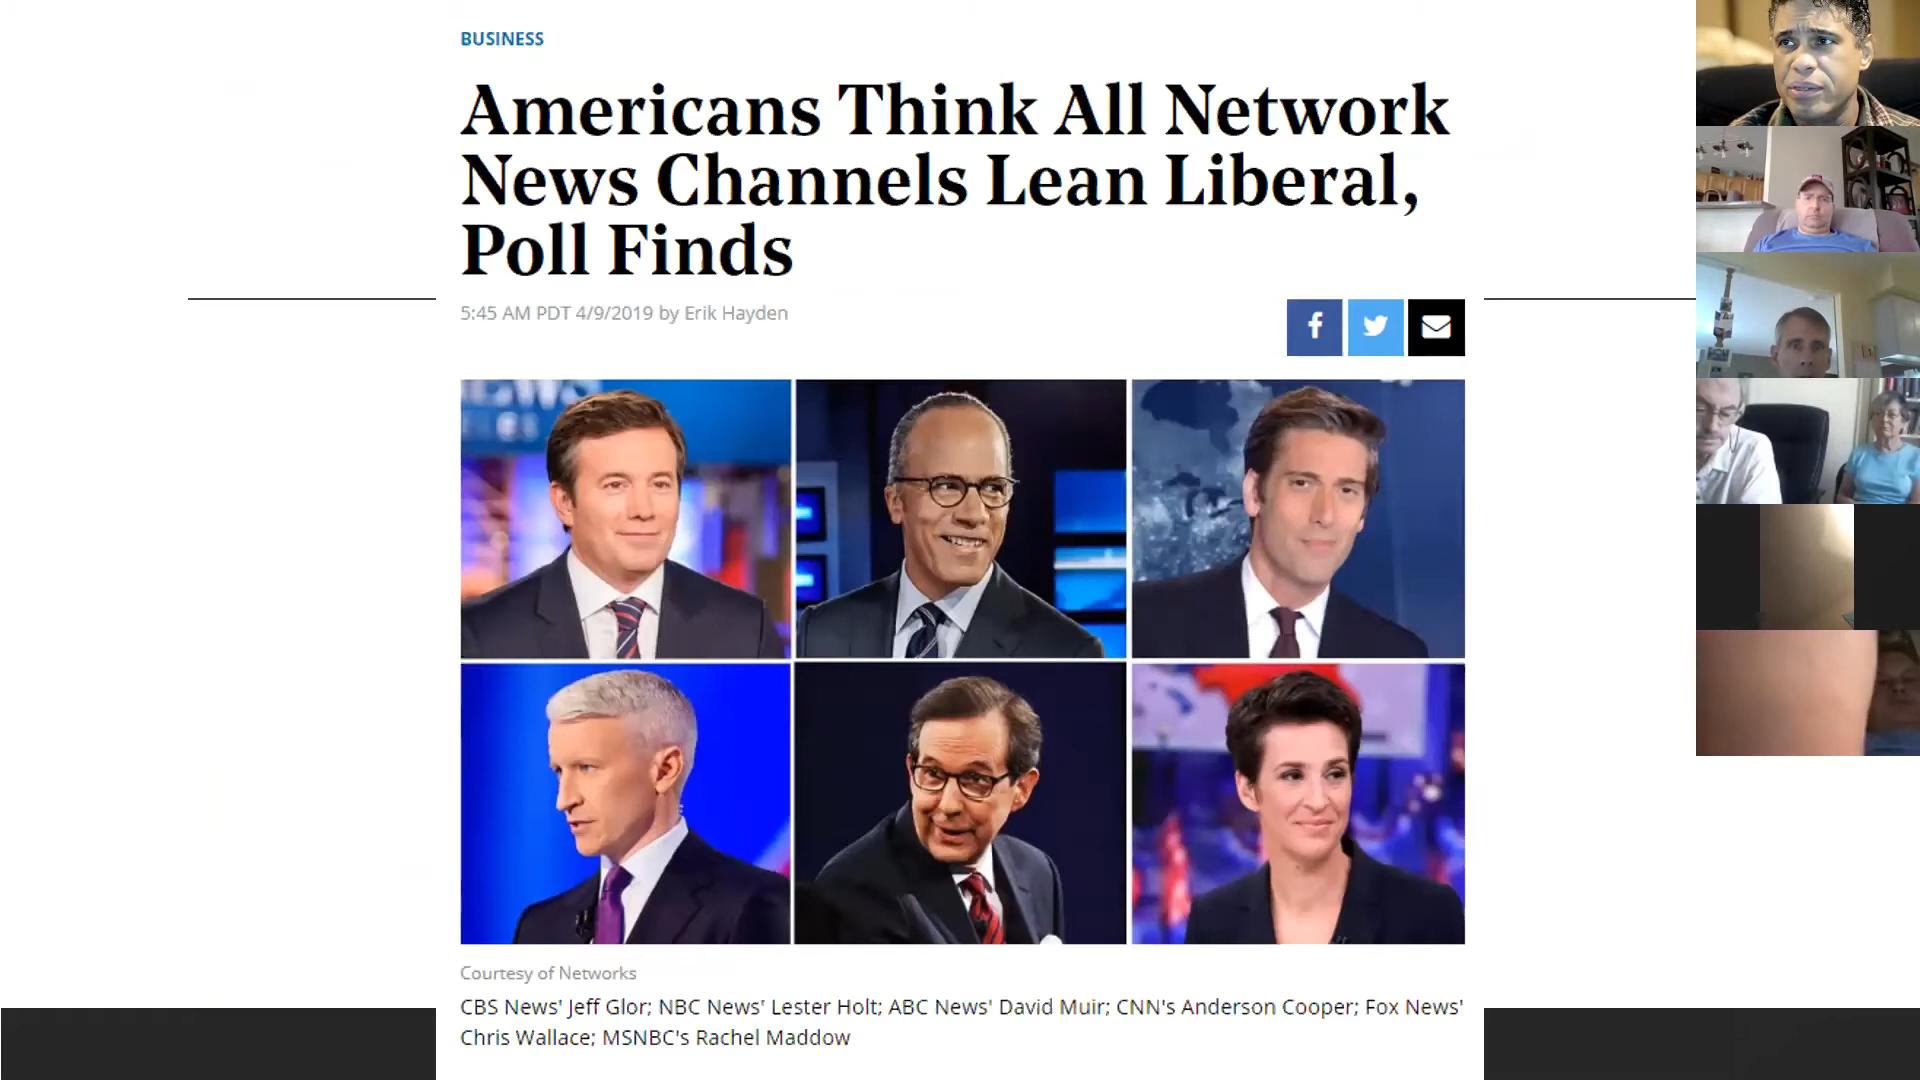 BUSINESS
Americans Think All Network
News Channels Lean Liberal,
Poll Finds
5:45 AM PDT 4/9/2019 by Erik Hayden
Courtesy of Networks
CBS News' Jeff Glor; NBC News' Lester Holt; ABC News' David Muir; CNN's Anderson Cooper; Fox News'
Chris Wallace; MSNBC's Rachel Maddow